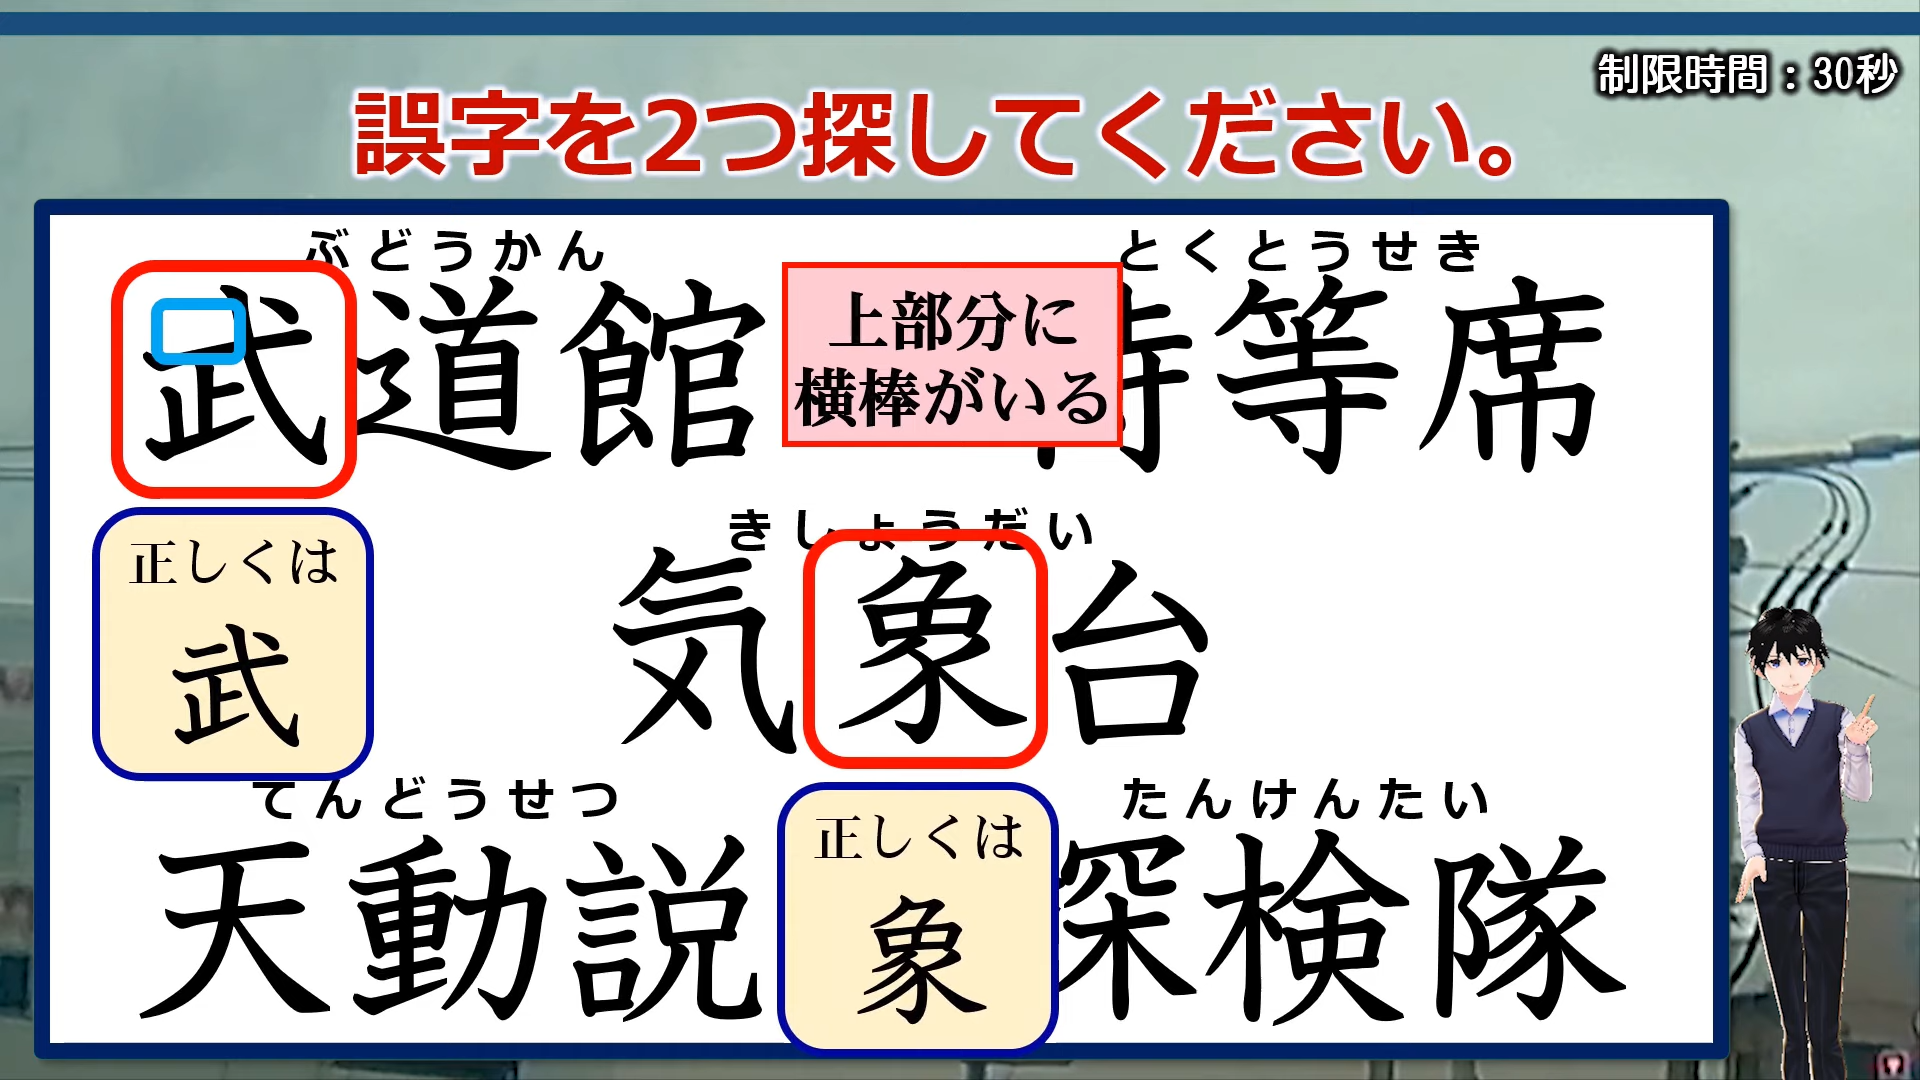 制限時間：30秒
誤字を2つ探してください。
ぶどうかん
武道館
上部分に
横棒がいる
とくとうせき
特等席
正しくは
武
きしょうだい
気象台
てんどうせつ
天動説
正しくは
象
たんけんたい
探検隊